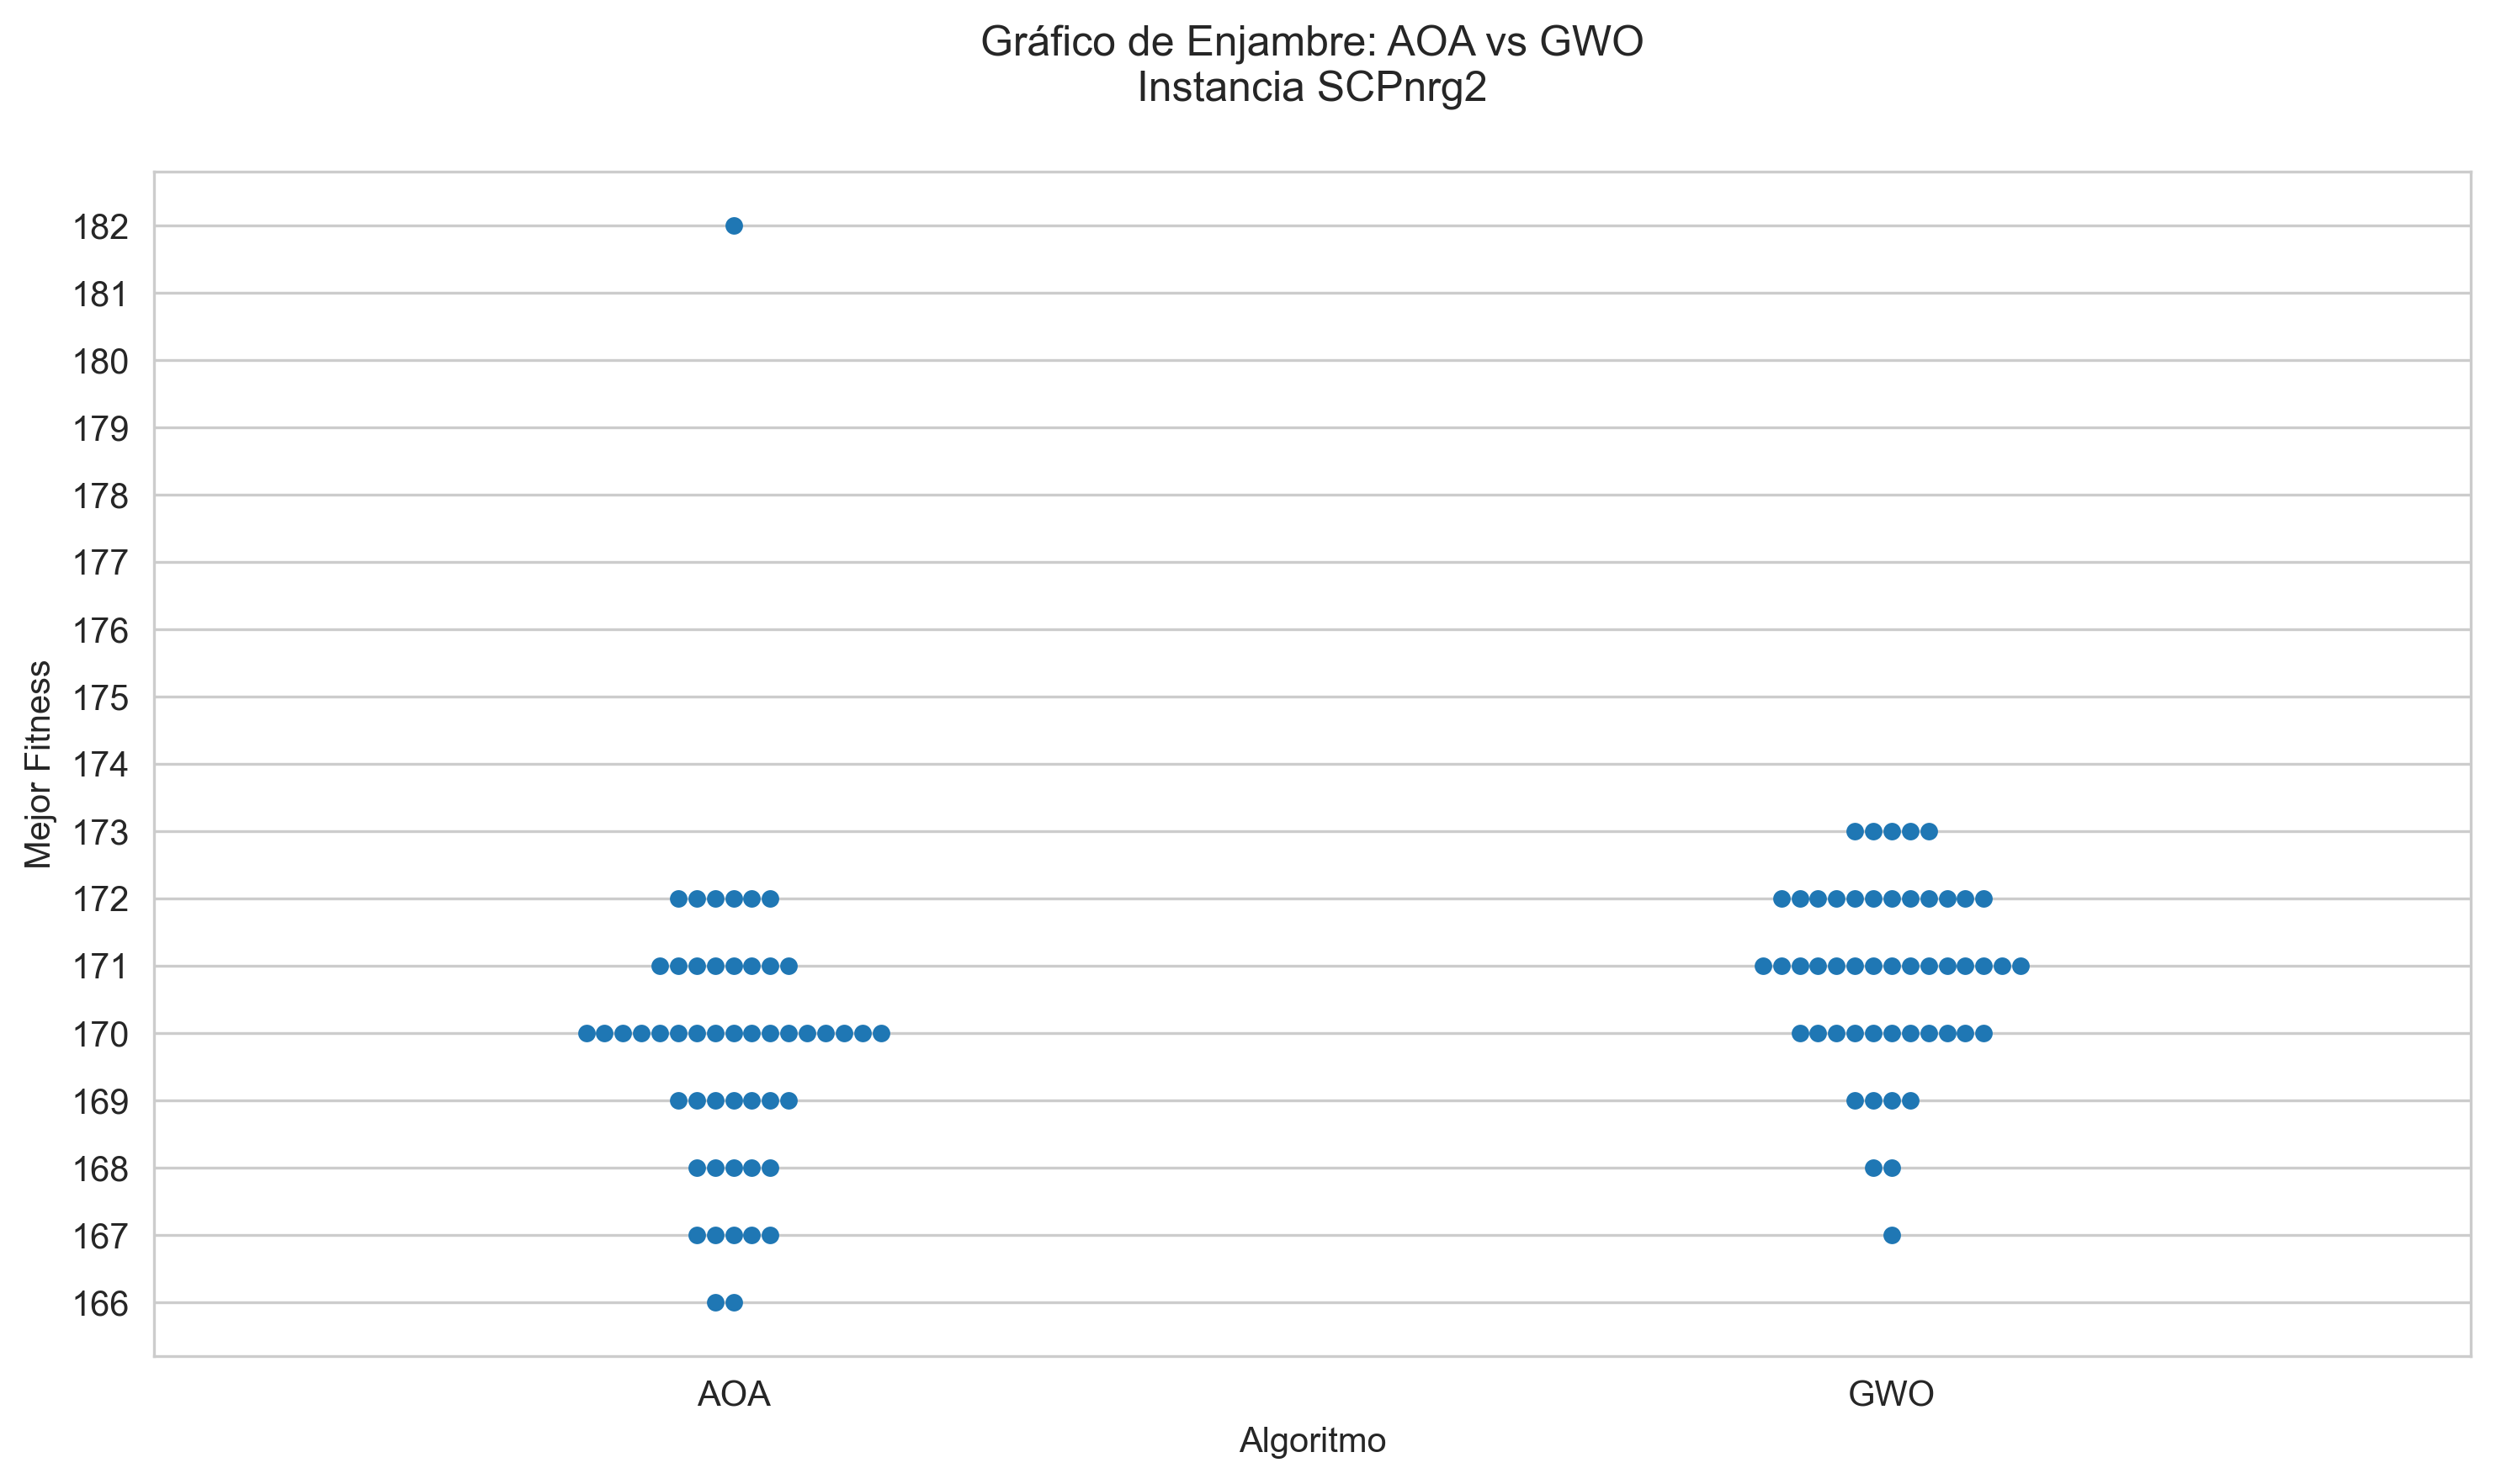 Gráfico de Enjambre: AOA vs GWO
Instancia SCPnrg2
182
181
180
179
178
177
176
175
174
173
172
171
170
169
168
167
166
Mejor Fitness
AOA
GWO
Algoritmo